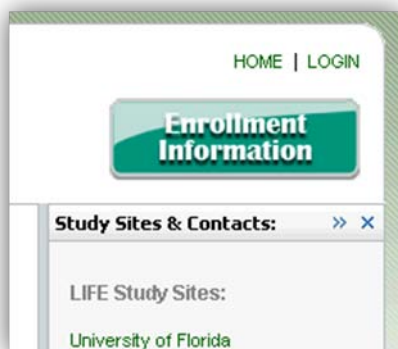 HOME | LOGIN
Enrollment
Information
Study Sites & Contacts: »  ×
LIFE Study Sites:
University of Florida